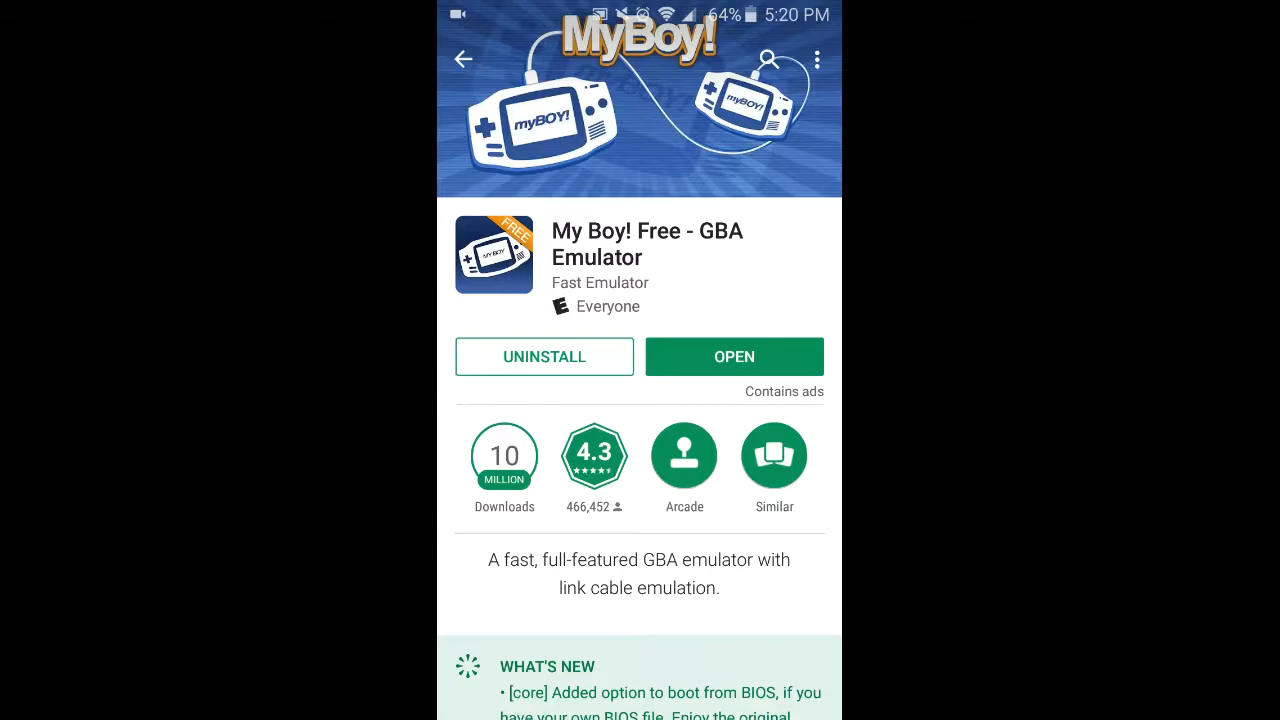 64% 5:20 PM
MyBoy!
myBOY!
myBOY!
FREE
MY BOY!
My Boy! Free - GBA
Emulator
Fast Emulator
E Everyone
UNINSTALL
OPEN
Contains ads
10
MILLION
Downloads
4.3
466,452
Arcade
Similar
A fast, full-featured GBA emulator with
link cable emulation.
WHAT'S NEW
• [core] Added option to boot from BIOS, if you
have your own BIOS file. Enjoy the original